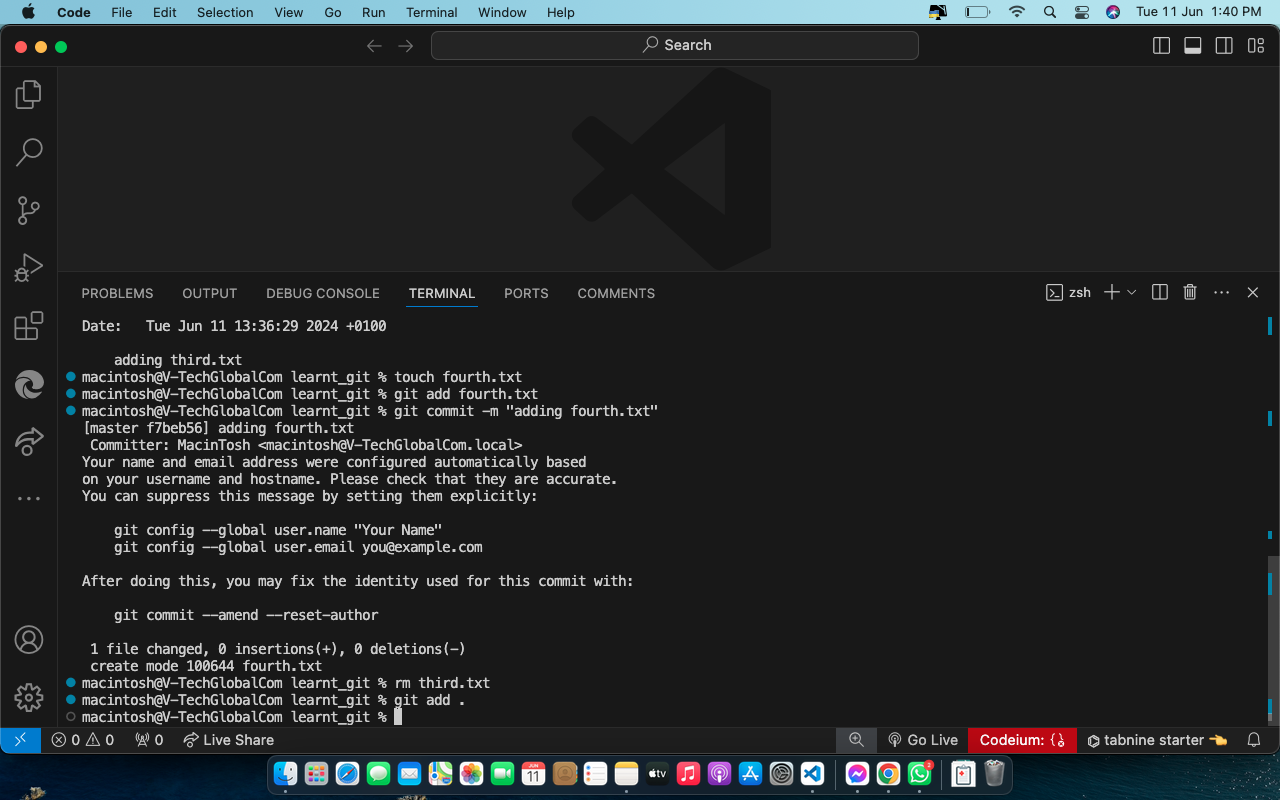 Code File Edit Selection View Go Run Terminal Window Help Tue 11 Jun 1:40 PM
Search
PROBLEMS OUTPUT DEBUG CONSOLE TERMINAL PORTS COMMENTS zsh
Date:   Tue Jun 11 13:36:29 2024 +0100
    adding third.txt
macintosh@V-TechGlobalCom learnt_git % touch fourth.txt
macintosh@V-TechGlobalCom learnt_git % git add fourth.txt
macintosh@V-TechGlobalCom learnt_git % git commit -m "adding fourth.txt"
[master f7beb56] adding fourth.txt
 Committer: MacinTosh <macintosh@V-TechGlobalCom.local>
Your name and email address were configured automatically based
on your username and hostname. Please check that they are accurate.
You can suppress this message by setting them explicitly:
    git config --global user.name "Your Name"
    git config --global user.email you@example.com
After doing this, you may fix the identity used for this commit with:
    git commit --amend --reset-author
 1 file changed, 0 insertions(+), 0 deletions(-)
 create mode 100644 fourth.txt
macintosh@V-TechGlobalCom learnt_git % rm third.txt
macintosh@V-TechGlobalCom learnt_git % git add .
macintosh@V-TechGlobalCom learnt_git %
0 0 0 Live Share Go Live Codeium: {} tabnine starter
JUN
11
tv
2